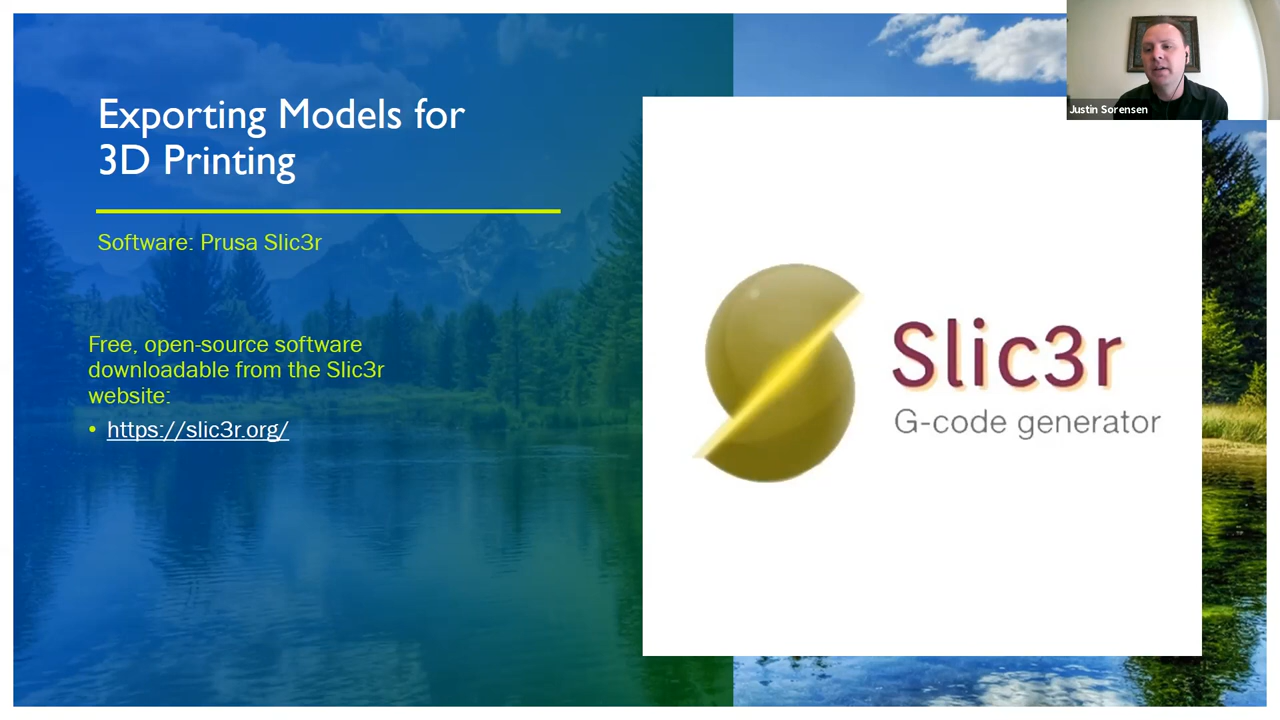 Exporting Models for
3D Printing
Software: Prusa Slic3r
Free, open-source software
downloadable from the Slic3r
website:
• https://slic3r.org/
Slic3r
G-code generator
Justin Sorensen